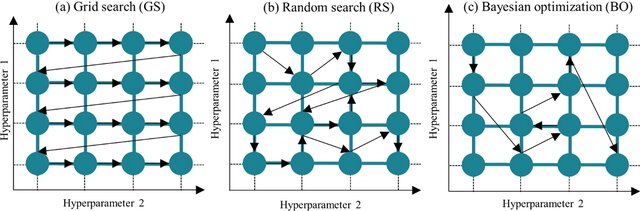 (a) Grid search (GS)
(b) Random search (RS)
(c) Bayesian optimization (BO)
Hyperparameter 1
Hyperparameter 1
Hyperparameter 1
Hyperparameter 2
Hyperparameter 2
Hyperparameter 2